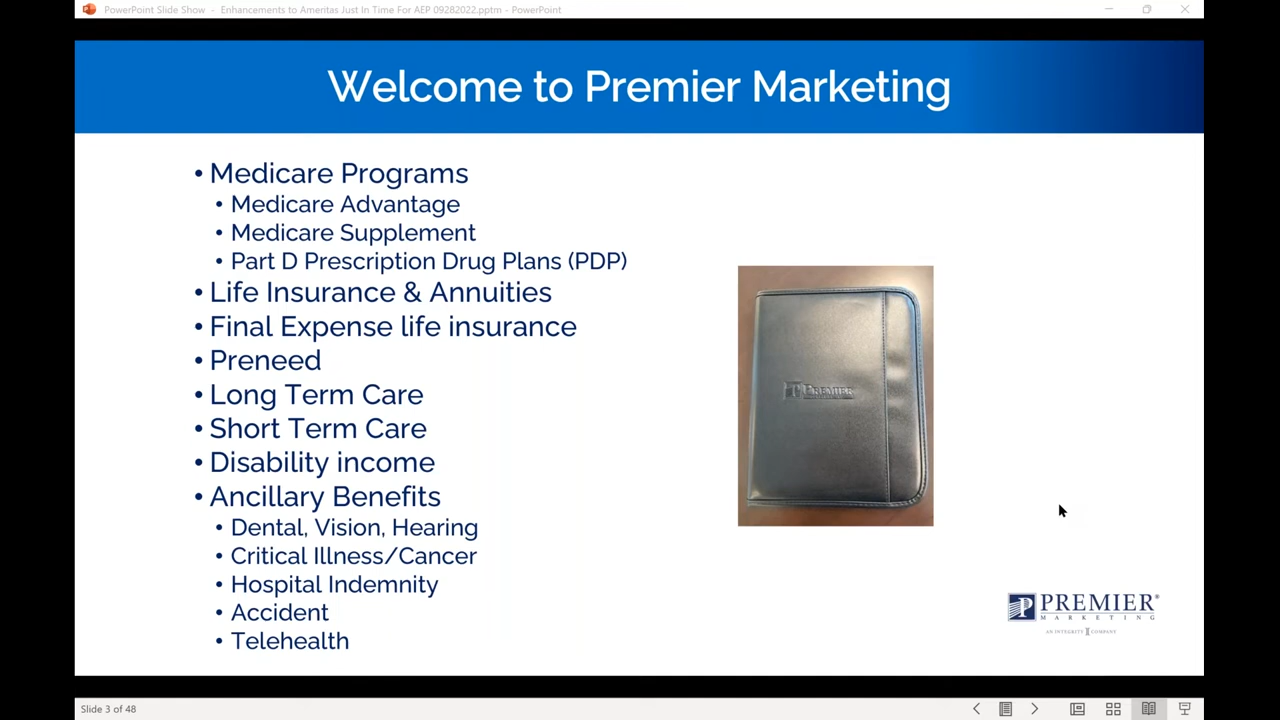 PowerPoint Slide Show - Enhancements to Ameritas Just In Time For AEP 09282022.pptm - PowerPoint
Welcome to Premier Marketing
• Medicare Programs
• Medicare Advantage
• Medicare Supplement
• Part D Prescription Drug Plans (PDP)
• Life Insurance & Annuities
• Final Expense life insurance
• Preneed
• Long Term Care
• Short Term Care
• Disability income
• Ancillary Benefits
• Dental, Vision, Hearing
• Critical Illness/Cancer
• Hospital Indemnity
• Accident
• Telehealth
PREMIER
PREMIER®
MARKETING
AN INTEGRITY COMPANY
Slide 3 of 48